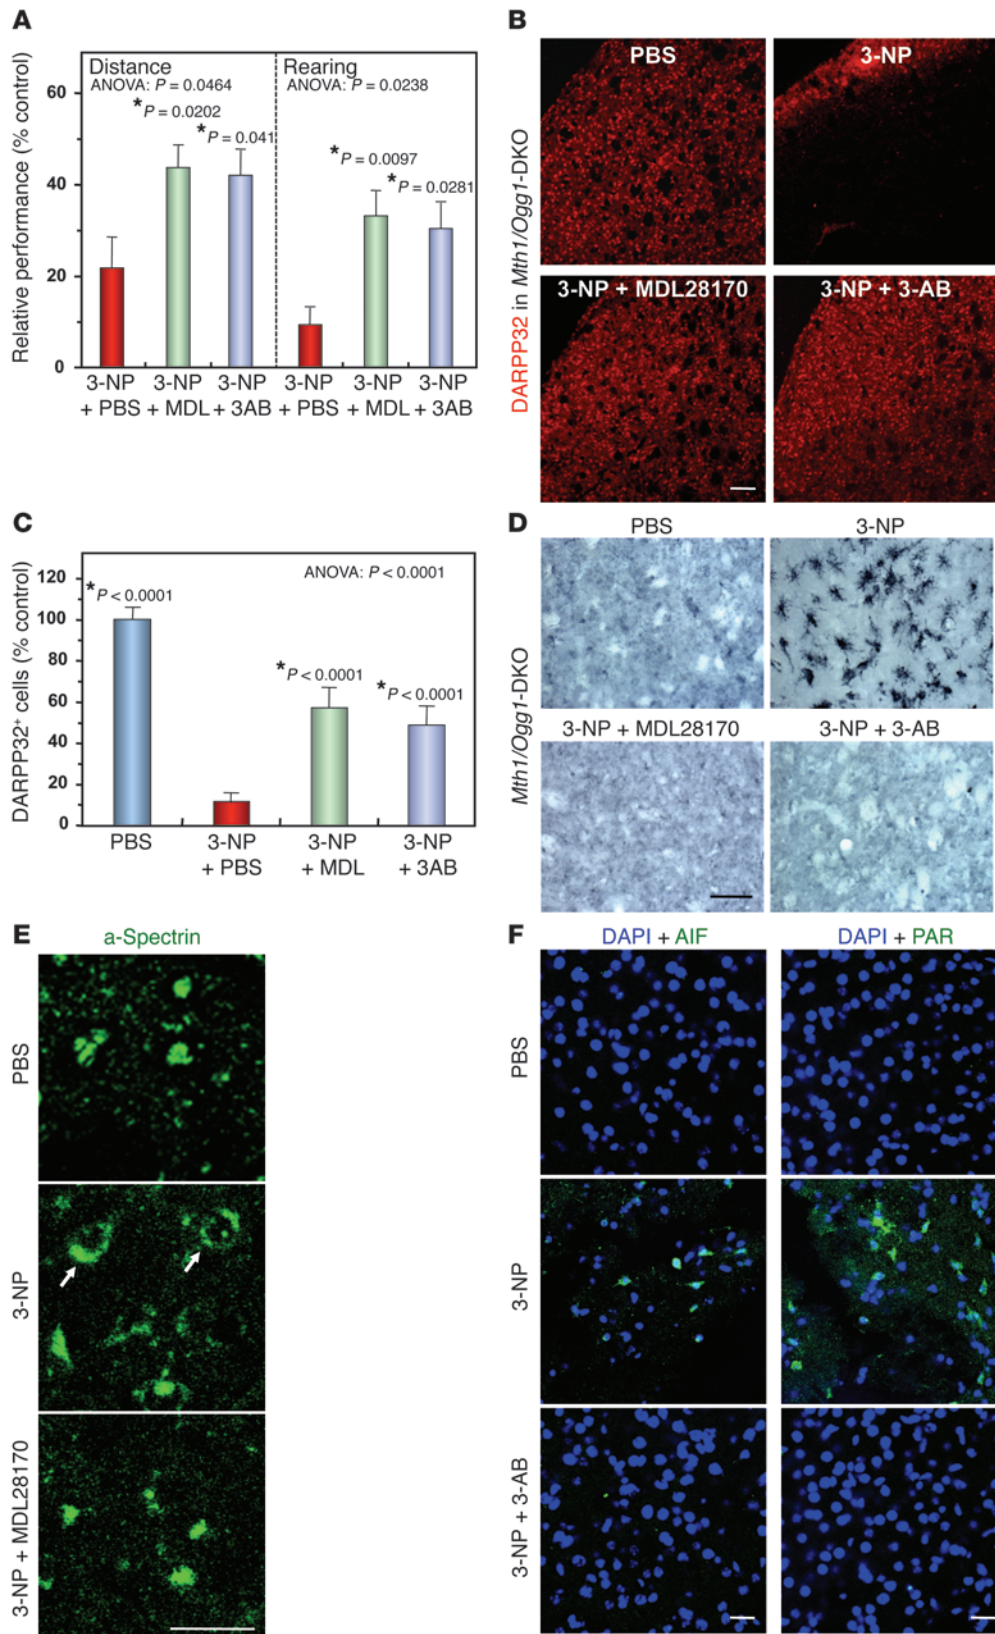 A
Relative performance (% control)
60
40
20
0
Distance
ANOVA: P = 0.0464
* P = 0.0202
* P = 0.041
Rearing
ANOVA: P = 0.0238
* P = 0.0097
* P = 0.0281
3-NP 3-NP 3-NP 3-NP 3-NP 3-NP
+ PBS + MDL + 3AB + PBS + MDL + 3AB
B
DARPP32 in Mth1/Ogg1-DKO
PBS
3-NP
3-NP + MDL28170
3-NP + 3-AB
C
DARPP32+ cells (% control)
120
100
80
60
40
20
0
ANOVA: P < 0.0001
* P < 0.0001
* P < 0.0001
* P < 0.0001
PBS 3-NP 3-NP 3-NP
+ PBS + MDL + 3AB
D
Mth1/Ogg1-DKO
PBS
3-NP
3-NP + MDL28170
3-NP + 3-AB
E
a-Spectrin
PBS
3-NP
3-NP + MDL28170
F
DAPI + AIF
DAPI + PAR
PBS
3-NP
3-NP + 3-AB